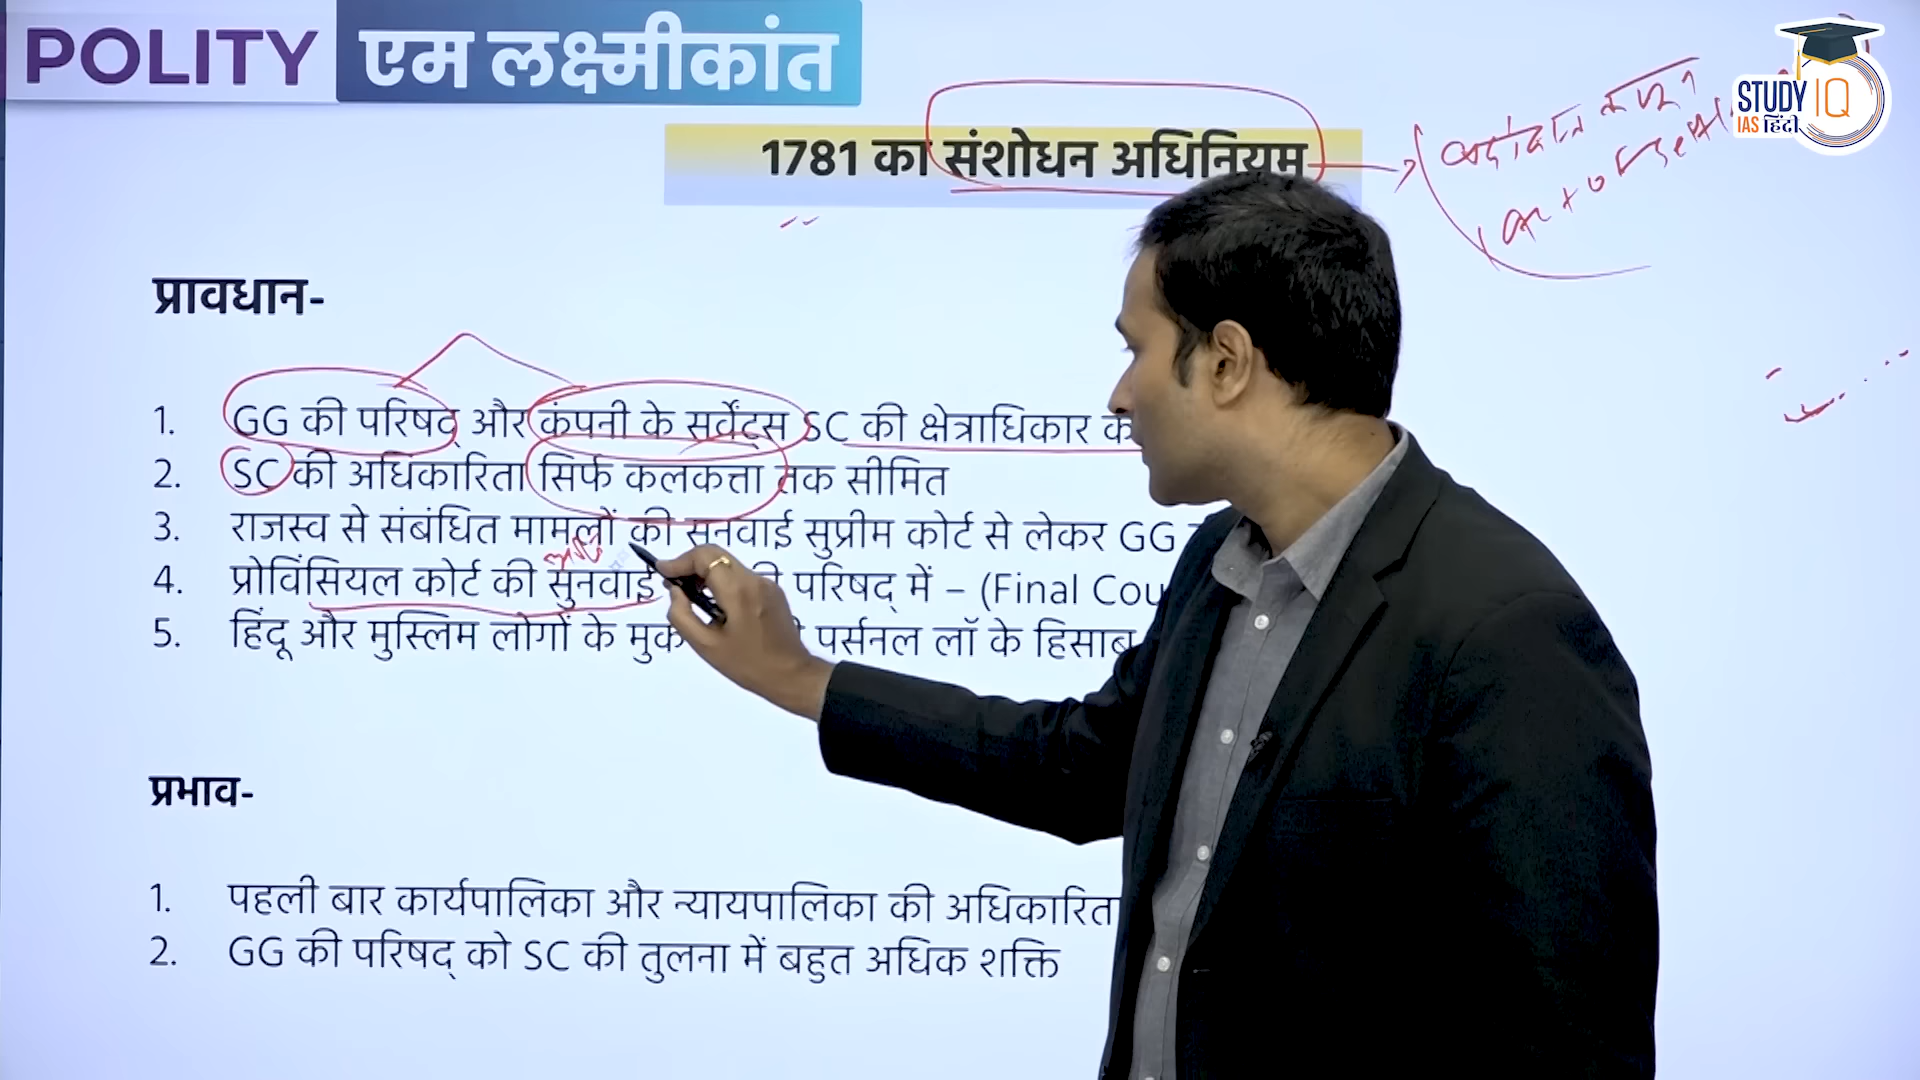 POLITY एम लक्ष्मीकांत
STUDY IQ
IAS हिंदी
1781 का संशोधन अधिनियम
प्रावधान-
1. GG की परिषद् और कंपनी के सर्वेंट्स SC की क्षेत्राधिकार
2. SC की अधिकारिता सिर्फ कलकत्ता तक सीमित
3. राजस्व से संबंधित मामलों की सुनवाई सुप्रीम कोर्ट से लेकर GG
4. प्रोविंसियल कोर्ट की सुनवाई परिषद् में – (Final
5. हिंदू और मुस्लिम लोगों के पर्सनल लॉ के हिसाब
प्रभाव-
1. पहली बार कार्यपालिका और न्यायपालिका की अधिकारिता
2. GG की परिषद् को SC की तुलना में बहुत अधिक शक्ति